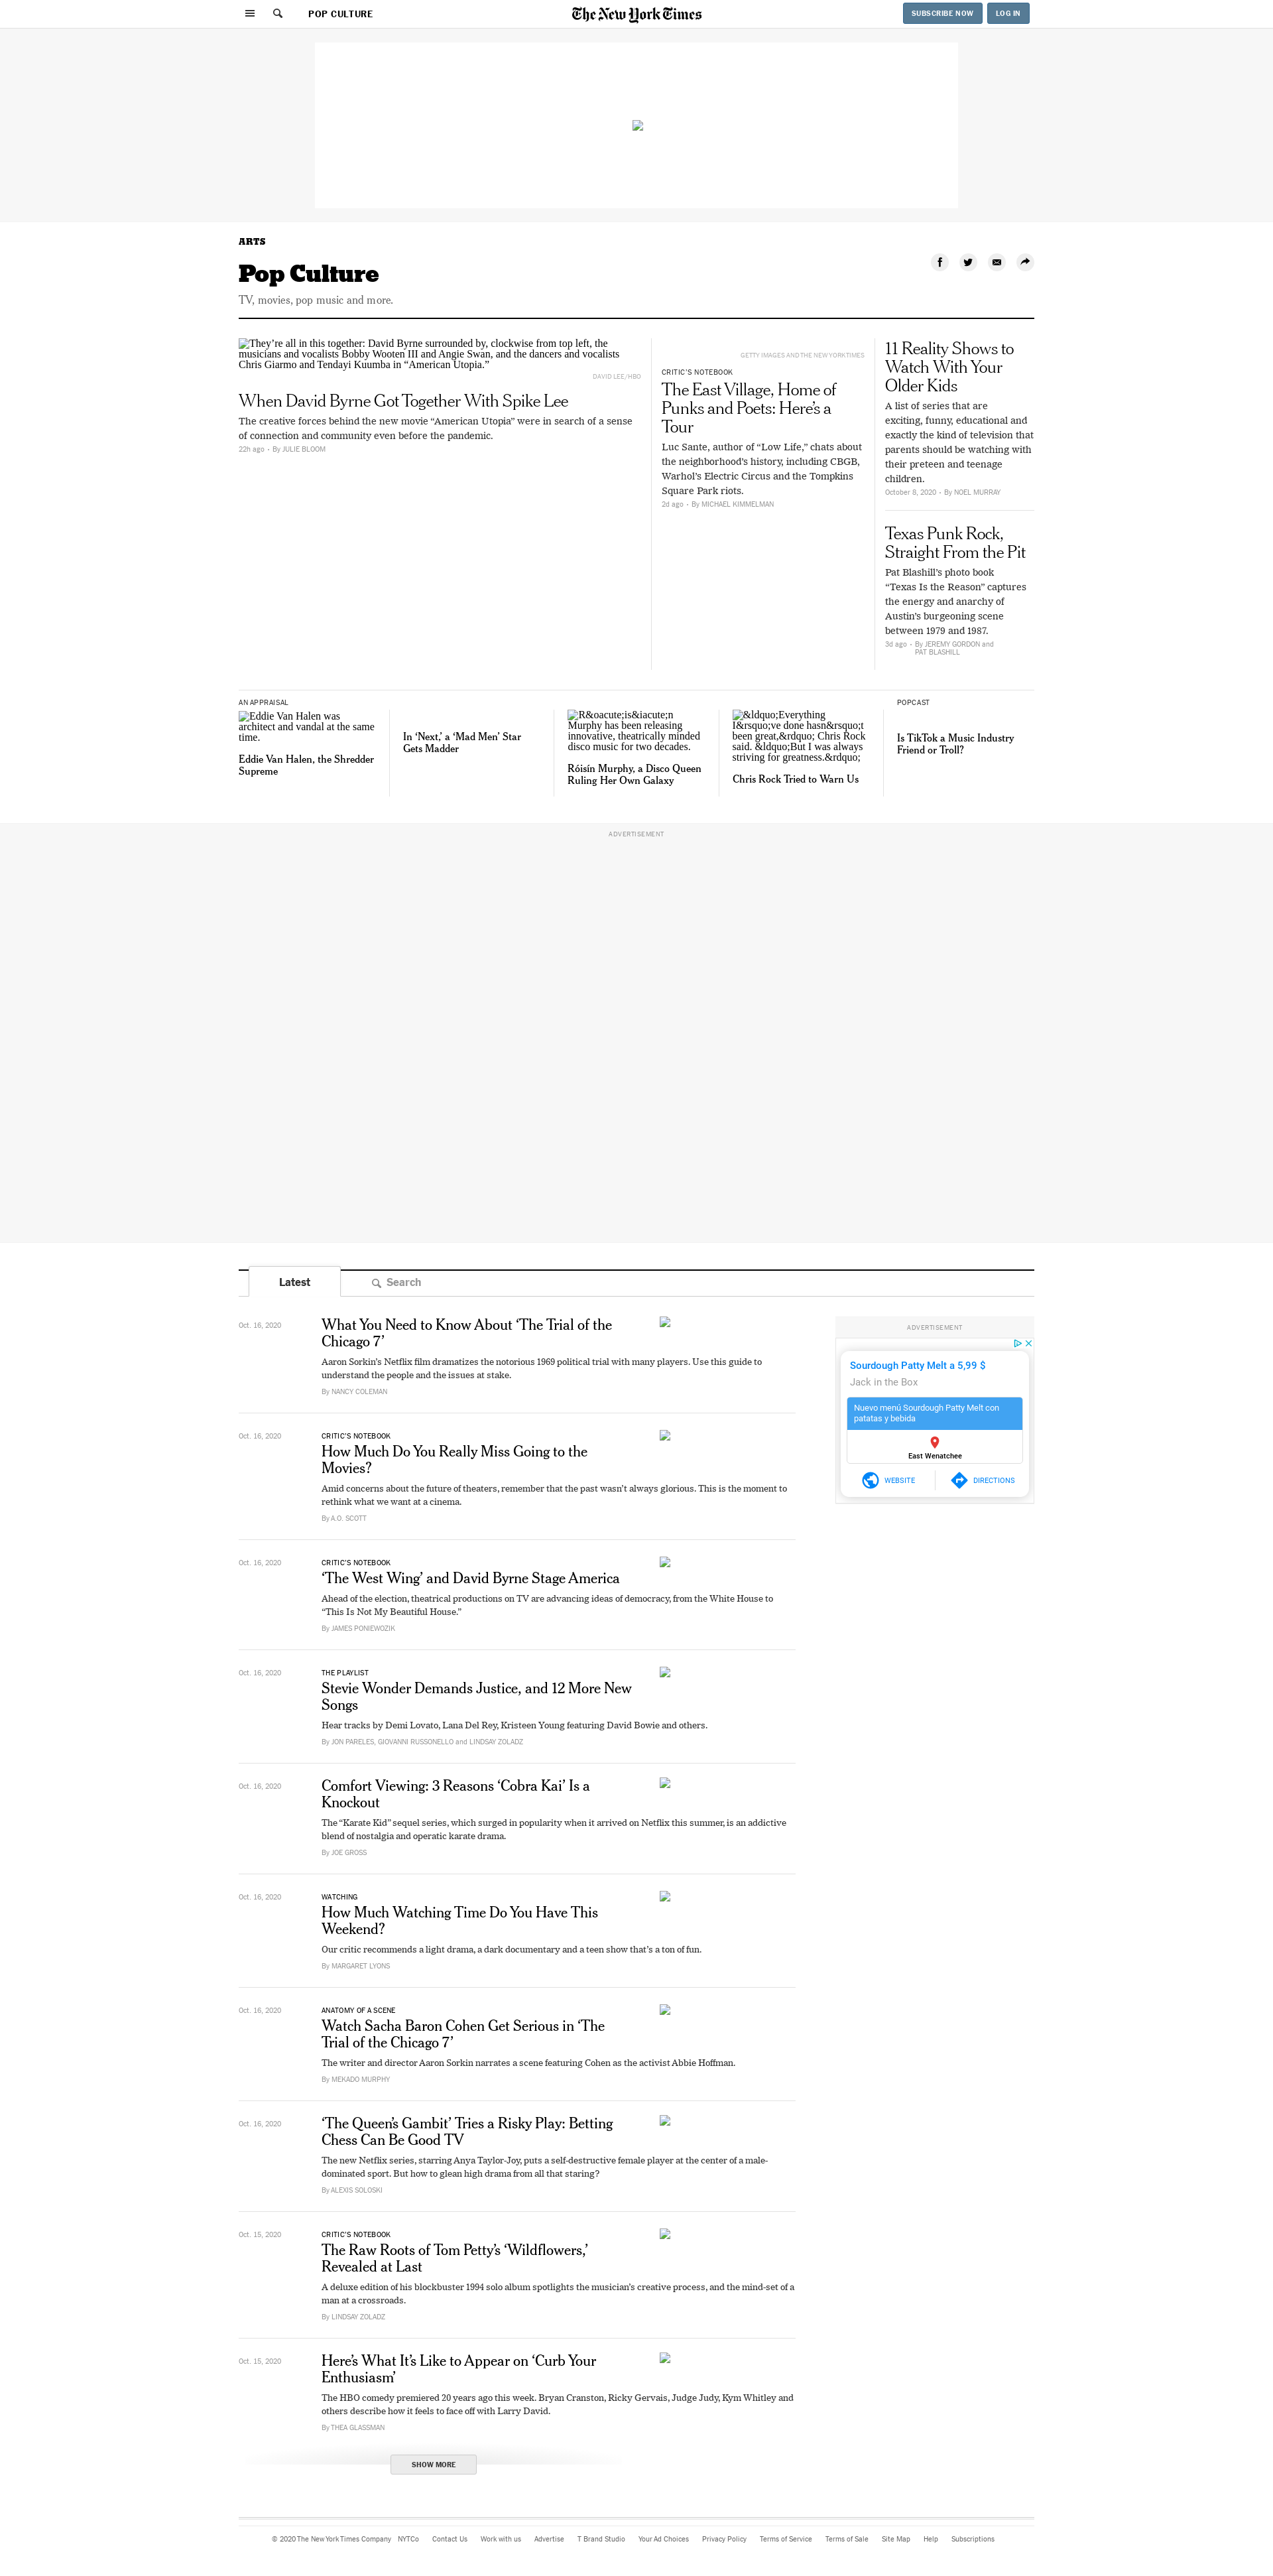 POP CULTURE
The New York Times
SUBSCRIBE NOW
LOG IN
ARTS
Pop Culture
TV, movies, pop music and more.
They’re all in this together: David Byrne surrounded by, clockwise from top left, the
musicians and vocalists Bobby Wooten III and Angie Swan, and the dancers and vocalists
Chris Giarmo and Tendayi Kuumba in “American Utopia.”
DAVID LEE/HBO
When David Byrne Got Together With Spike Lee
The creative forces behind the new movie “American Utopia” were in search of a sense
of connection and community even before the pandemic.
22h ago - By JULIE BLOOM
GETTY IMAGES AND THE NEW YORK TIMES
CRITIC’S NOTEBOOK
The East Village, Home of
Punks and Poets: Here’s a
Tour
Luc Sante, author of “Low Life,” chats about
the neighborhood’s history, including CBGB,
Warhol’s Electric Circus and the Tompkins
Square Park riots.
2d ago - By MICHAEL KIMMELMAN
11 Reality Shows to
Watch With Your
Older Kids
A list of series that are
exciting, funny, educational and
exactly the kind of television that
parents should be watching with
their preteen and teenage
children.
October 8, 2020 - By NOEL MURRAY
Texas Punk Rock,
Straight From the Pit
Pat Blashill’s photo book
“Texas Is the Reason” captures
the energy and anarchy of
Austin’s burgeoning scene
between 1979 and 1987.
3d ago - By JEREMY GORDON and
PAT BLASHILL
AN APPRAISAL
Eddie Van Halen was
architect and vandal at the same
time.
Eddie Van Halen, the Shredder
Supreme
In ‘Next,’ a ‘Mad Men’ Star
Gets Madder
R&oacute;is&iacute;n
Murphy has been releasing
innovative, theatrically minded
disco music for two decades.
Róisín Murphy, a Disco Queen
Ruling Her Own Galaxy
&ldquo;Everything
I&rsquo;ve done hasn&rsquo;t
been great,&rdquo; Chris Rock
said. &ldquo;But I was always
striving for greatness.&rdquo;
Chris Rock Tried to Warn Us
POPCAST
Is TikTok a Music Industry
Friend or Troll?
ADVERTISEMENT
Latest
Search
Oct. 16, 2020
What You Need to Know About ‘The Trial of the
Chicago 7’
Aaron Sorkin’s Netflix film dramatizes the notorious 1969 political trial with many players. Use this guide to
understand the people and the issues at stake.
By NANCY COLEMAN
Oct. 16, 2020
CRITIC’S NOTEBOOK
How Much Do You Really Miss Going to the
Movies?
Amid concerns about the future of theaters, remember that the past wasn’t always glorious. This is the moment to
rethink what we want at a cinema.
By A.O. SCOTT
Oct. 16, 2020
CRITIC’S NOTEBOOK
‘The West Wing’ and David Byrne Stage America
Ahead of the election, theatrical productions on TV are advancing ideas of democracy, from the White House to
“This Is Not My Beautiful House.”
By JAMES PONIEWOZIK
Oct. 16, 2020
THE PLAYLIST
Stevie Wonder Demands Justice, and 12 More New
Songs
Hear tracks by Demi Lovato, Lana Del Rey, Kristeen Young featuring David Bowie and others.
By JON PARELES, GIOVANNI RUSSONELLO and LINDSAY ZOLADZ
Oct. 16, 2020
Comfort Viewing: 3 Reasons ‘Cobra Kai’ Is a
Knockout
The “Karate Kid” sequel series, which surged in popularity when it arrived on Netflix this summer, is an addictive
blend of nostalgia and operatic karate drama.
By JOE GROSS
Oct. 16, 2020
WATCHING
How Much Watching Time Do You Have This
Weekend?
Our critic recommends a light drama, a dark documentary and a teen show that’s a ton of fun.
By MARGARET LYONS
Oct. 16, 2020
ANATOMY OF A SCENE
Watch Sacha Baron Cohen Get Serious in ‘The
Trial of the Chicago 7’
The writer and director Aaron Sorkin narrates a scene featuring Cohen as the activist Abbie Hoffman.
By MEKADO MURPHY
Oct. 16, 2020
‘The Queen’s Gambit’ Tries a Risky Play: Betting
Chess Can Be Good TV
The new Netflix series, starring Anya Taylor-Joy, puts a self-destructive female player at the center of a male-
dominated sport. But how to glean high drama from all that staring?
By ALEXIS SOLOSKI
Oct. 15, 2020
CRITIC’S NOTEBOOK
The Raw Roots of Tom Petty’s ‘Wildflowers,’
Revealed at Last
A deluxe edition of his blockbuster 1994 solo album spotlights the musician’s creative process, and the mind-set of a
man at a crossroads.
By LINDSAY ZOLADZ
Oct. 15, 2020
Here’s What It’s Like to Appear on ‘Curb Your
Enthusiasm’
The HBO comedy premiered 20 years ago this week. Bryan Cranston, Ricky Gervais, Judge Judy, Kym Whitley and
others describe how it feels to face off with Larry David.
By THEA GLASSMAN
SHOW MORE
ADVERTISEMENT
Sourdough Patty Melt a 5,99 $
Jack in the Box
Nuevo menú Sourdough Patty Melt con
patatas y bebida
East Wenatchee
WEBSITE
DIRECTIONS
© 2020 The New York Times Company NYTCo Contact Us Work with us Advertise T Brand Studio Your Ad Choices Privacy Policy Terms of Service Terms of Sale Site Map Help Subscriptions